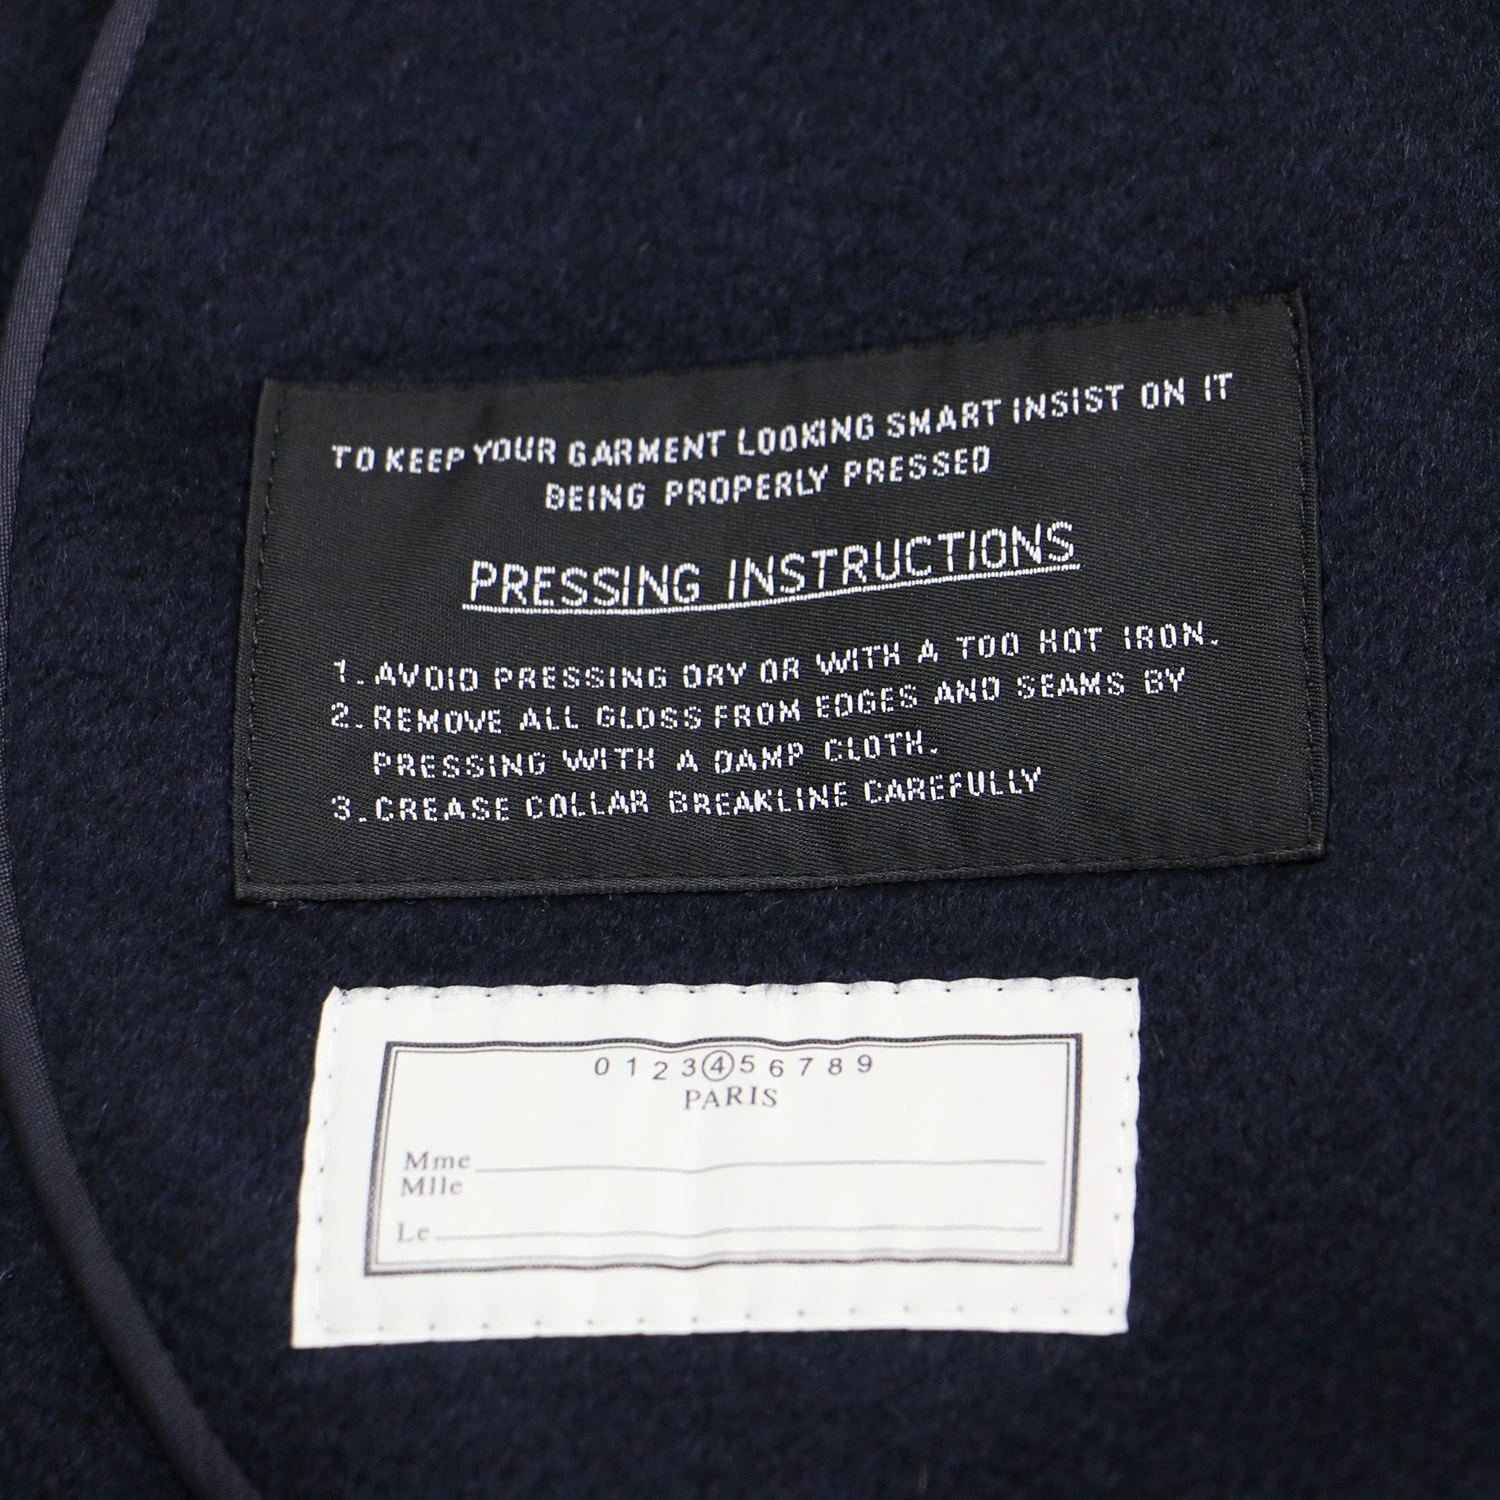 TO KEEP YOUR GARMENT LOOKING SMART INSIST ON IT
BEING PROPERLY PRESSED
PRESSING INSTRUCTIONS
1. AVOID PRESSING DRY OR WITH A TOO HOT IRON.
2. REMOVE ALL GLOSS FROM EDGES AND SEAMS BY
PRESSING WITH A DAMP CLOTH.
3. CREASE COLLAR BREAKLINE CAREFULLY
0 1 2 3 4 5 6 7 8 9
PARIS
Mme
Mlle
Le